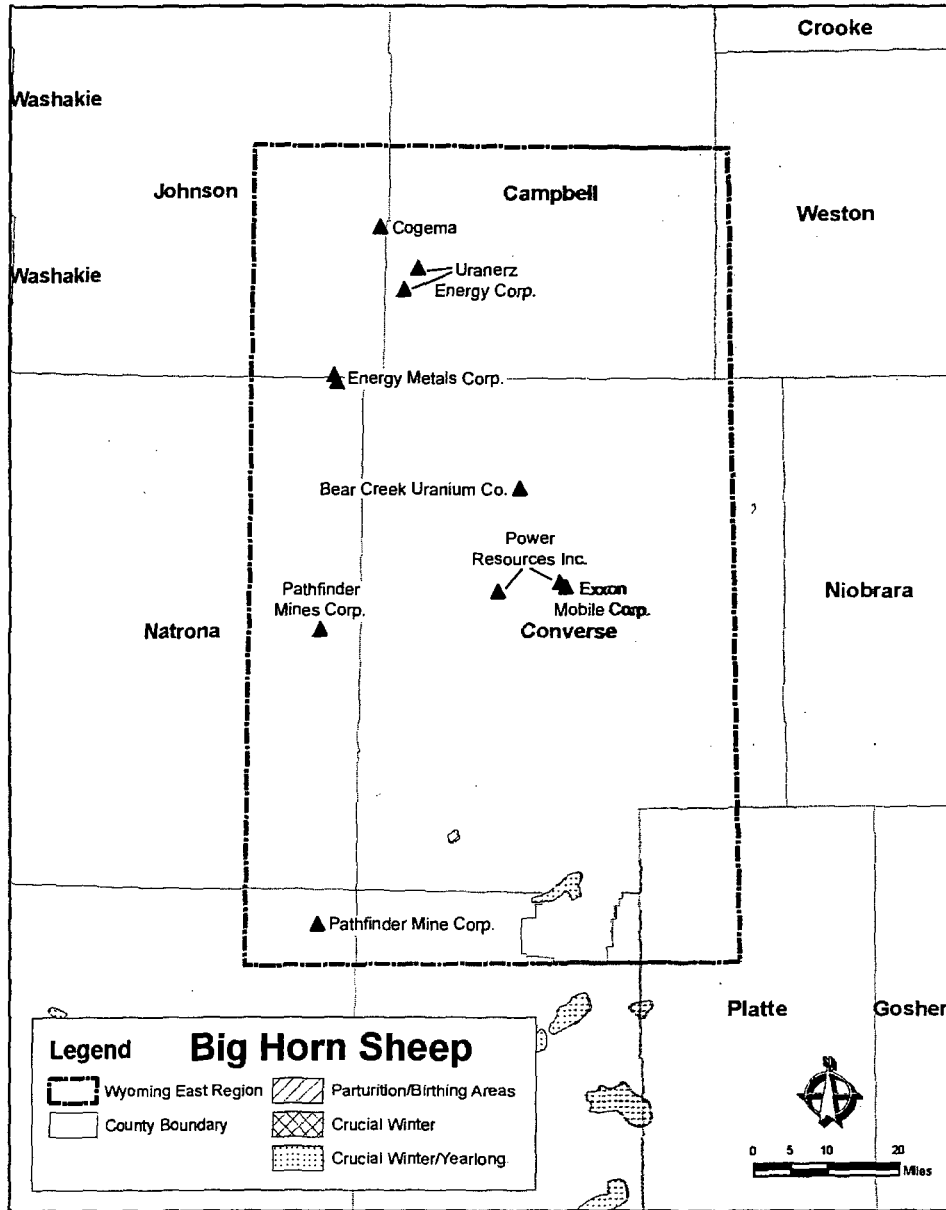 Crooke
Washakie
Johnson
Campbell
Weston
Cogema
Washakie
Uranerz
Energy Corp.
Energy Metals Corp.
Bear Creek Uranium Co.
Power
Resources Inc.
Pathfinder
Mines Corp.
Exxon
Mobile Corp.
Niobrara
Natrona
Converse
Pathfinder Mine Corp.
Platte
Gosher
Legend
Big Horn Sheep
Wyoming East Region
Parturition/Birthing Areas
County Boundary
Crucial Winter
Crucial Winter/Yearlong
0 5 10 20
Miles